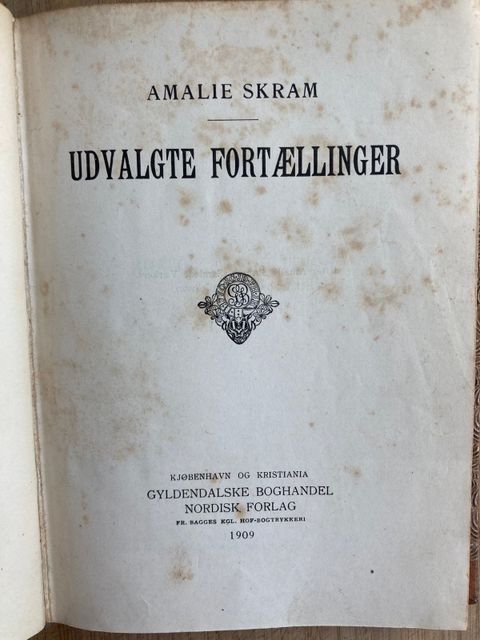 AMALIE SKRAM
UDVALGTE FORTÆLLINGER
KJØBENHAVN OG KRISTIANIA
GYLDENDALSKE BOGHANDEL
NORDISK FORLAG
FR. BAGGES KGL. HOF-BOGTRYKKERI
1909